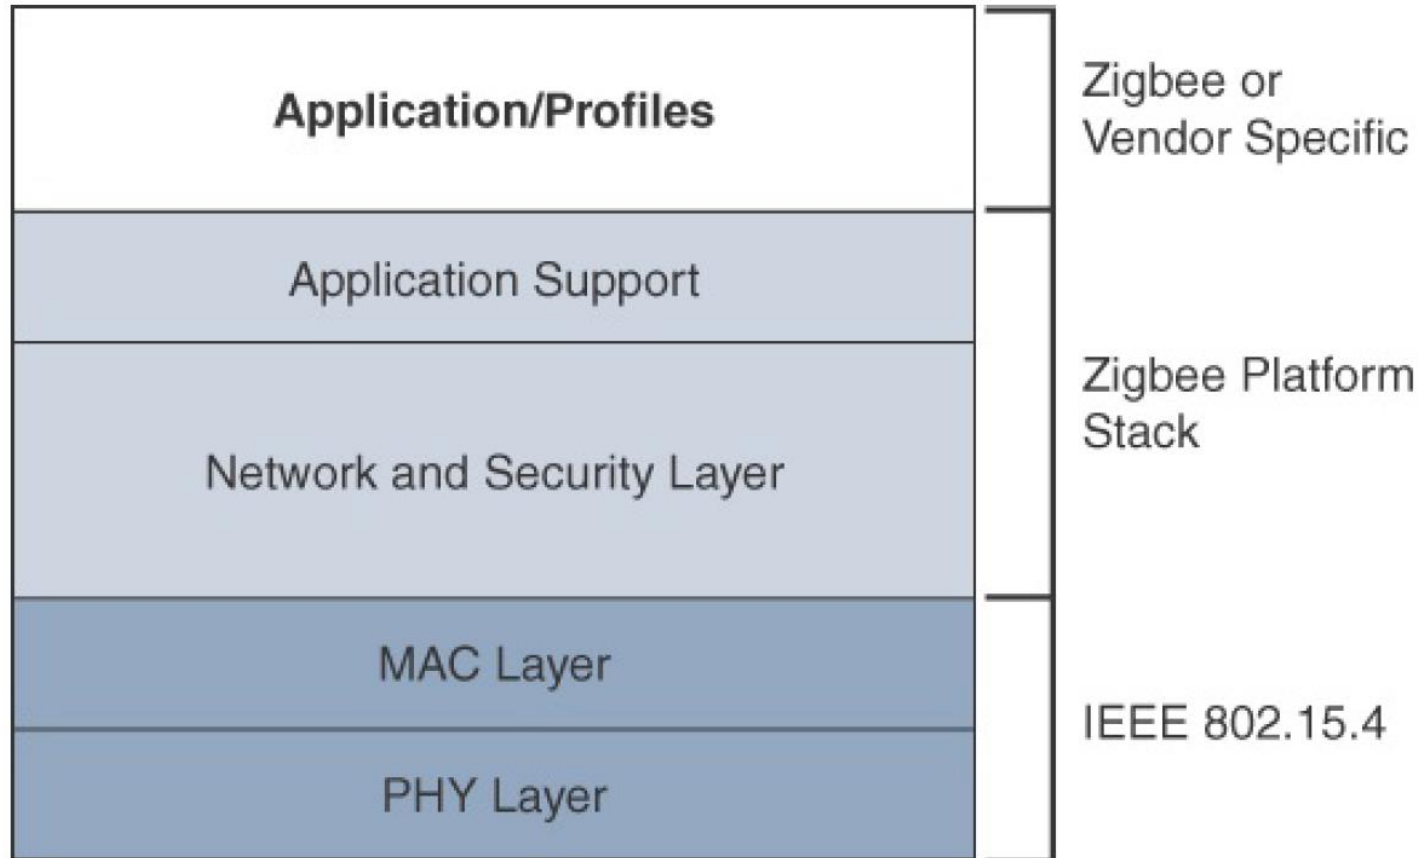 Application/Profiles
Zigbee or
Vendor Specific
Application Support
Network and Security Layer
Zigbee Platform
Stack
MAC Layer
PHY Layer
IEEE 802.15.4